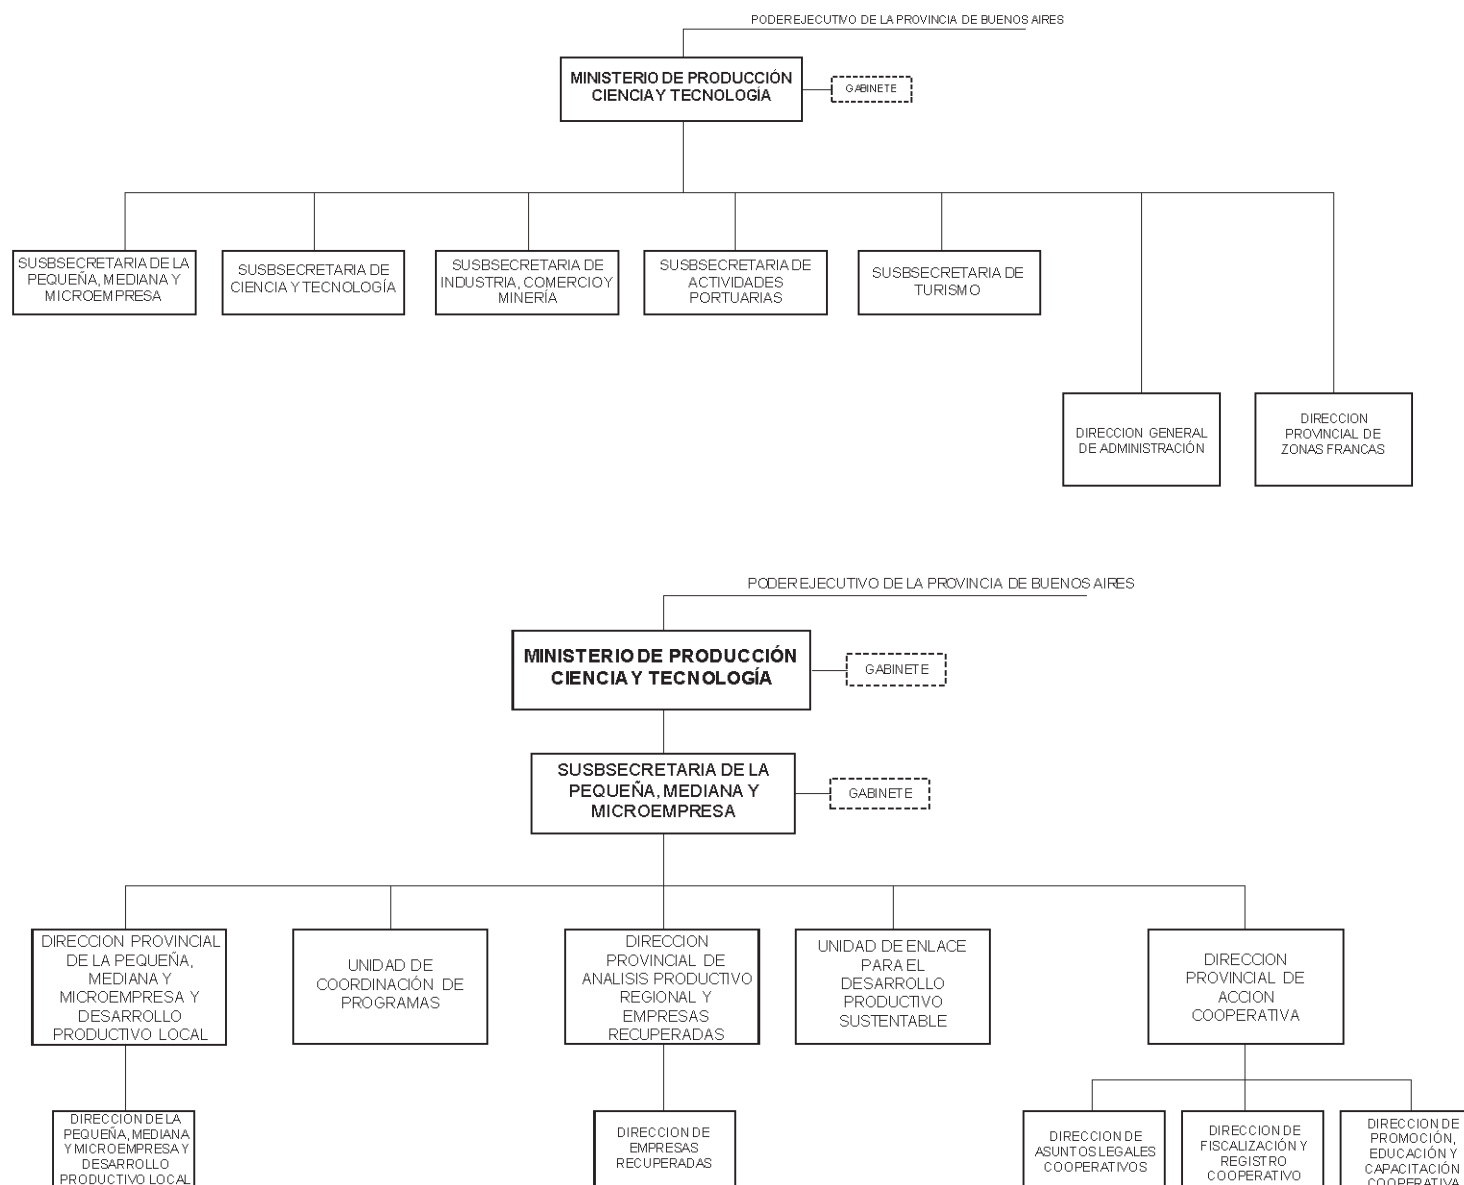 PODER EJECUTIVO DE LA PROVINCIA DE BUENOS AIRES
MINISTERIO DE PRODUCCIÓN
CIENCIA Y TECNOLOGÍA
GABINETE
SUSBSECRETARIA DE LA
PEQUEÑA, MEDIANA Y
MICROEMPRESA
SUSBSECRETARIA DE
CIENCIA Y TECNOLOGÍA
SUSBSECRETARIA DE
INDUSTRIA, COMERCIO Y
MINERÍA
SUSBSECRETARIA DE
ACTIVIDADES
PORTUARIAS
SUSBSECRETARIA DE
TURISMO
DIRECCION GENERAL
DE ADMINISTRACIÓN
DIRECCION
PROVINCIAL DE
ZONAS FRANCAS
PODER EJECUTIVO DE LA PROVINCIA DE BUENOS AIRES
MINISTERIO DE PRODUCCIÓN
CIENCIA Y TECNOLOGÍA
GABINETE
SUSBSECRETARIA DE LA
PEQUEÑA, MEDIANA Y
MICROEMPRESA
GABINETE
DIRECCION PROVINCIAL
DE LA PEQUEÑA,
MEDIANA Y
MICROEMPRESA Y
DESARROLLO
PRODUCTIVO LOCAL
UNIDAD DE
COORDINACIÓN DE
PROGRAMAS
DIRECCION
PROVINCIAL DE
ANALISIS PRODUCTIVO
REGIONAL Y
EMPRESAS
RECUPERADAS
UNIDAD DE ENLACE
PARA EL
DESARROLLO
PRODUCTIVO
SUSTENTABLE
DIRECCION
PROVINCIAL DE
ACCION
COOPERATIVA
DIRECCION DE LA
PEQUEÑA, MEDIANA
Y MICROEMPRESA Y
DESARROLLO
PRODUCTIVO LOCAL
DIRECCION DE
EMPRESAS
RECUPERADAS
DIRECCION DE
ASUNTOS LEGALES
COOPERATIVOS
DIRECCION DE
FISCALIZACIÓN Y
REGISTRO
COOPERATIVO
DIRECCION DE
PROMOCIÓN,
EDUCACIÓN Y
CAPACITACIÓN
COOPERATIVA